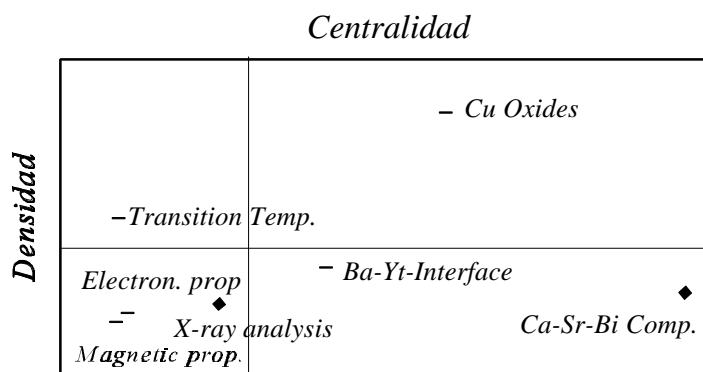 Centralidad
Densidad
Cu Oxides
Transition Temp.
Ba-Yt-Interface
Electron. prop
X-ray analysis
Ca-Sr-Bi Comp.
Magnetic prop.